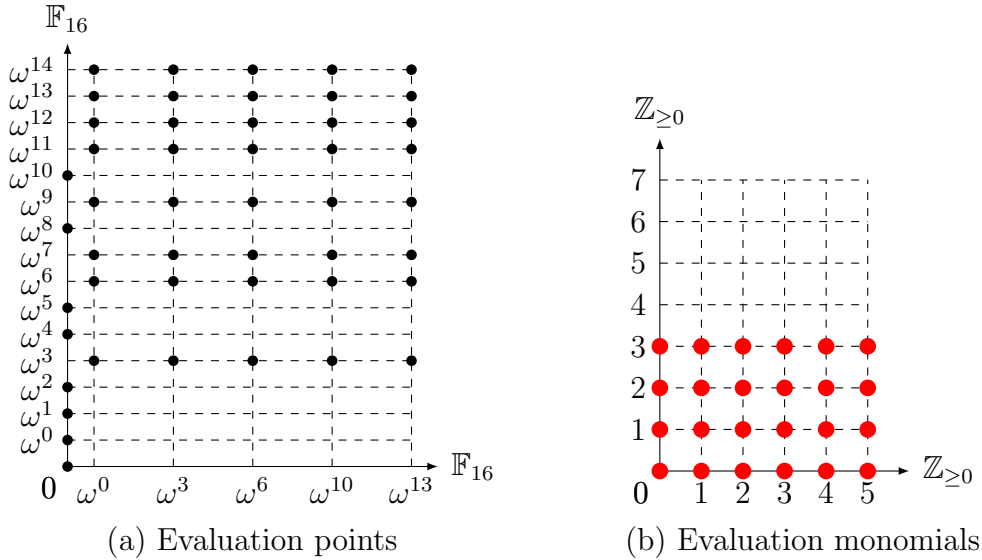 𝔽₁₆
ω¹⁴
ω¹³
ω¹²
ω¹¹
ω¹⁰
ω⁹
ω⁸
ω⁷
ω⁶
ω⁵
ω⁴
ω³
ω²
ω¹
ω⁰
0 ω⁰ ω³ ω⁶ ω¹⁰ ω¹³ 𝔽₁₆
(a) Evaluation points
ℤ≥0
7
6
5
4
3
2
1
0 1 2 3 4 5 ℤ≥0
(b) Evaluation monomials